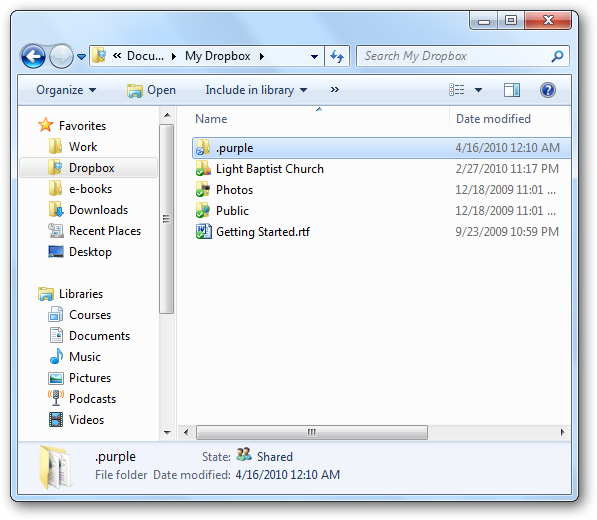 « Docu... ▸ My Dropbox ▸ Search My Dropbox
Organize Open Include in library »
Name Date modified
Favorites
Work
Dropbox
e-books
Downloads
Recent Places
Desktop
Libraries
Courses
Documents
Music
Pictures
Podcasts
Videos
.purple 4/16/2010 12:10 AM
Light Baptist Church 2/27/2010 11:17 PM
Photos 12/18/2009 11:01 ...
Public 12/18/2009 11:01 ...
Getting Started.rtf 9/23/2009 10:59 PM
.purple State: Shared
File folder Date modified: 4/16/2010 12:10 AM